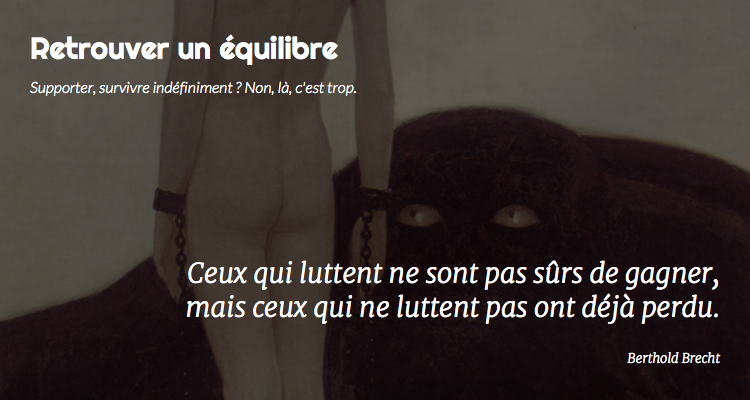 Retrouver un équilibre
Supporter, survivre indéfiniment ? Non, là, c'est trop.
Ceux qui luttent ne sont pas sûrs de gagner,
mais ceux qui ne luttent pas ont déjà perdu.
Berthold Brecht